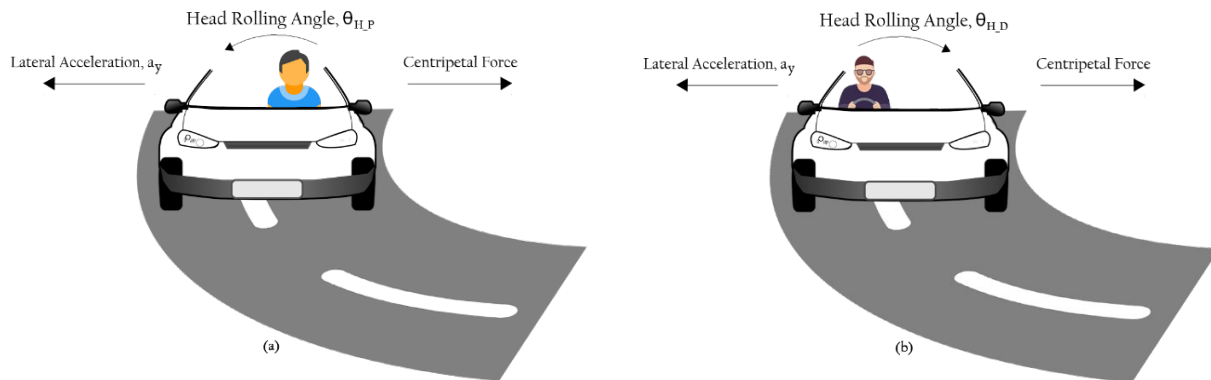 Head Rolling Angle, θH_P
Lateral Acceleration, ay
Centripetal Force
(a)
Head Rolling Angle, θH_D
Lateral Acceleration, ay
Centripetal Force
(b)